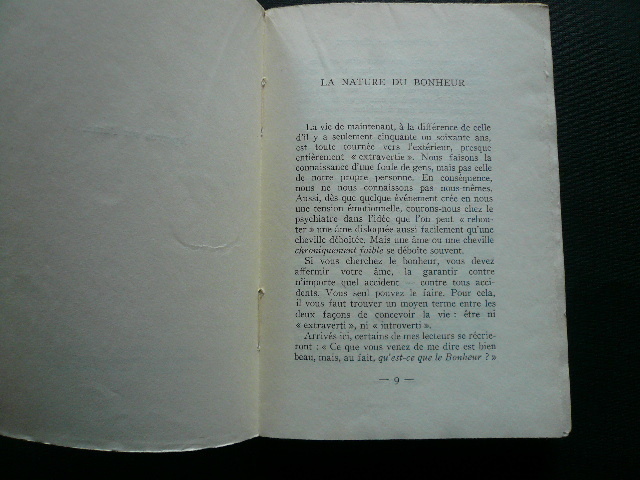 LA NATURE DU BONHEUR
La vie de maintenant, à la différence de celle
d'il y a seulement cinquante ou soixante ans,
est toute tournée vers l'extérieur, presque
entièrement « extravertie ». Nous faisons la
connaissance d'une foule de gens, mais pas celle
de notre propre personne. En conséquence,
nous ne nous connaissons pas nous-mêmes.
Aussi, dès que quelque événement crée en nous
une tension émotionnelle, courons-nous chez le
psychiatre dans l'idée que l'on peut « rebou-
ter » une âme disloquée aussi facilement qu'une
cheville déboîtée. Mais une âme ou une cheville
chroniquement faible se déboîte souvent.
Si vous cherchez le bonheur, vous devez
affermir votre âme, la garantir contre
n'importe quel accident — contre tous acci-
dents. Vous seul pouvez le faire. Pour cela,
il vous faut trouver un moyen terme entre les
deux façons de concevoir la vie : être ni
« extraverti », ni « introverti ».
Arrivés ici, certains de mes lecteurs se récrie-
ront : « Ce que vous venez de me dire est bien
beau, mais, au fait, qu'est-ce que le Bonheur ? »
— 9 —